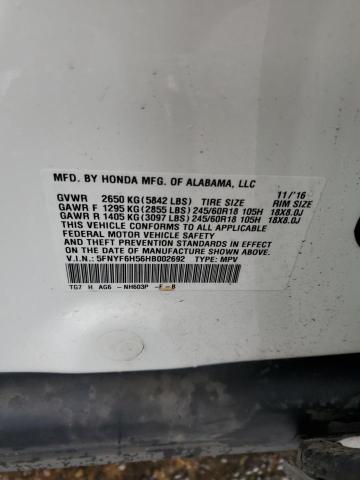 MFD. BY HONDA MFG. OF ALABAMA, LLC 11/'16
GVWR 2650 KG (5842 LBS) TIRE SIZE RIM SIZE
GAWR F 1295 KG (2855 LBS) 245/60R18 105H 18X8.0J
GAWR R 1405 KG (3097 LBS) 245/60R18 105H 18X8.0J
THIS VEHICLE CONFORMS TO ALL APPLICABLE
FEDERAL MOTOR VEHICLE SAFETY
AND THEFT PREVENTION STANDARDS IN EFFECT
ON THE DATE OF MANUFACTURE SHOWN ABOVE.
V.I.N.: 5FNYF6H56HB002692 TYPE: MPV
TG7 H AG6 -NH603P -F -B